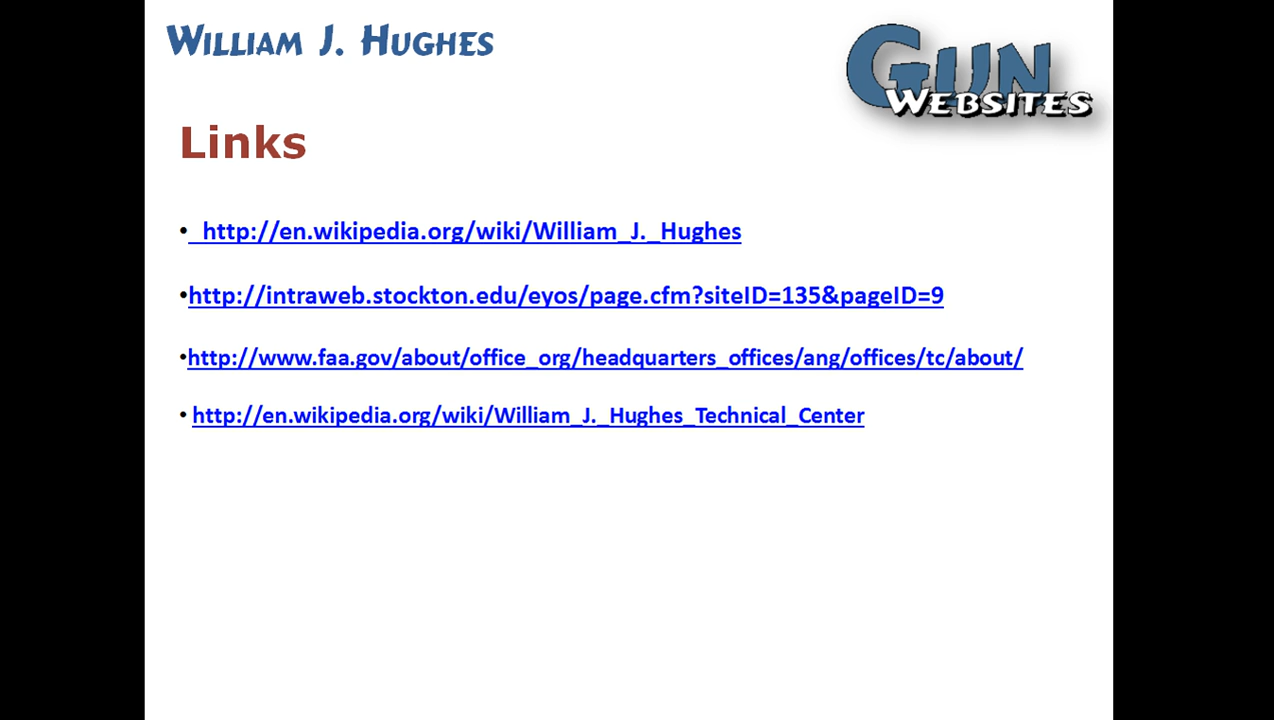 William J. Hughes
Gun
Websites
Links
• http://en.wikipedia.org/wiki/William_J._Hughes
•http://intraweb.stockton.edu/eyos/page.cfm?siteID=135&pageID=9
•http://www.faa.gov/about/office_org/headquarters_offices/ang/offices/tc/about/
• http://en.wikipedia.org/wiki/William_J._Hughes_Technical_Center